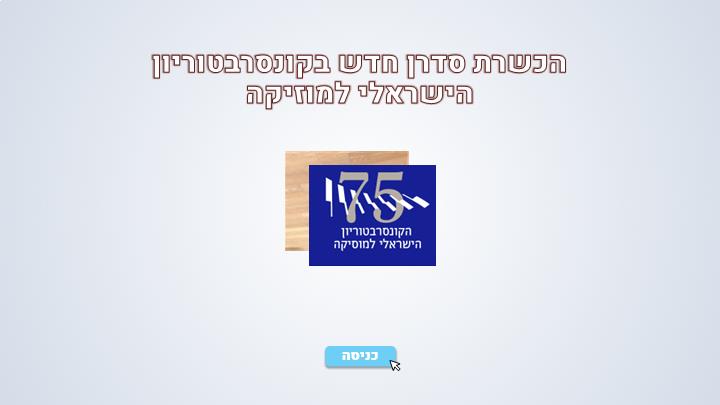 הכשרת סדרן חדש בקונסרבטוריון
הישראלי למוזיקה
75
הקונסרבטוריון
הישראלי למוסיקה
כניסה